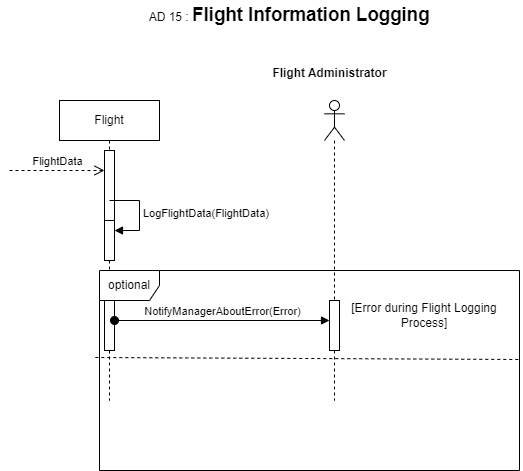 AD 15 : Flight Information Logging
Flight Administrator
Flight
FlightData
LogFlightData(FlightData)
optional
NotifyManagerAboutError(Error)
[Error during Flight Logging
Process]